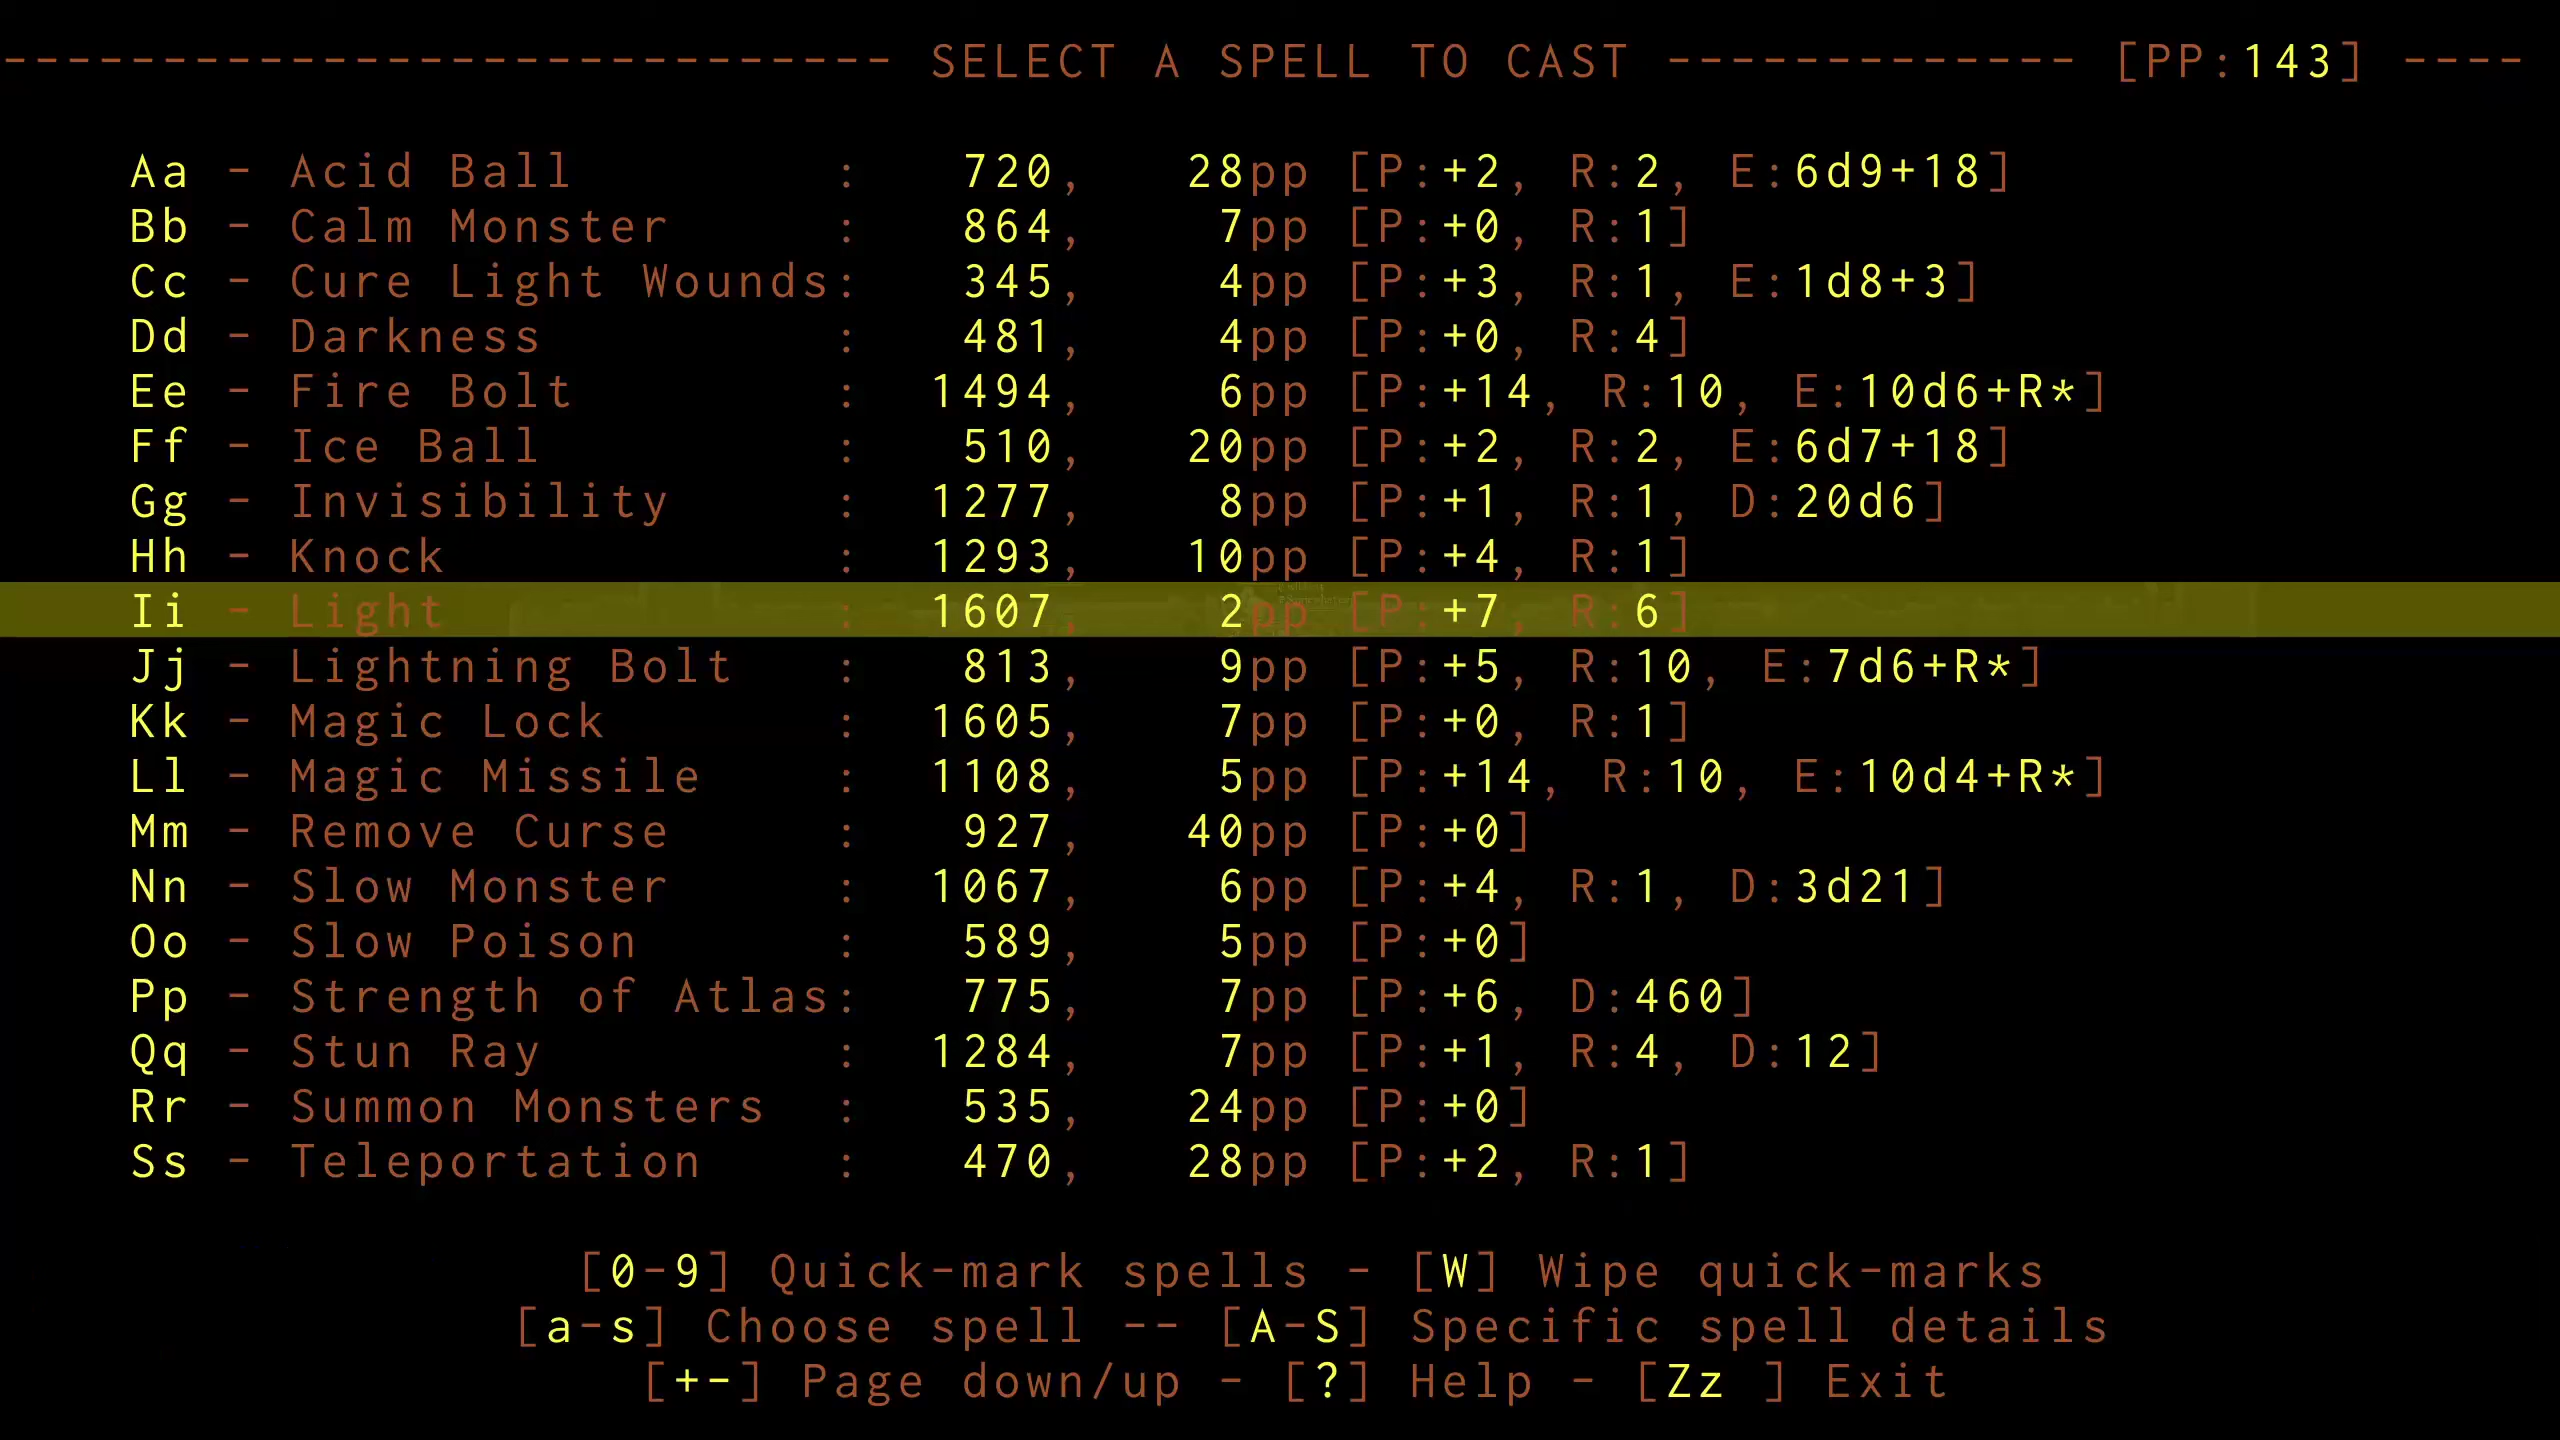 ---------------------------- SELECT A SPELL TO CAST ------------- [PP:143] ----
Aa - Acid Ball        :   720,   28pp [P:+2, R:2, E:6d9+18]
Bb - Calm Monster     :   864,    7pp [P:+0, R:1]
Cc - Cure Light Wounds:   345,    4pp [P:+3, R:1, E:1d8+3]
Dd - Darkness         :   481,    4pp [P:+0, R:4]
Ee - Fire Bolt        :  1494,    6pp [P:+14, R:10, E:10d6+R*]
Ff - Ice Ball         :   510,   20pp [P:+2, R:2, E:6d7+18]
Gg - Invisibility     :  1277,    8pp [P:+1, R:1, D:20d6]
Hh - Knock            :  1293,   10pp [P:+4, R:1]
Ii - Light            :  1607,    2pp [P:+7, R:6]
Jj - Lightning Bolt   :   813,    9pp [P:+5, R:10, E:7d6+R*]
Kk - Magic Lock       :  1605,    7pp [P:+0, R:1]
Ll - Magic Missile    :  1108,    5pp [P:+14, R:10, E:10d4+R*]
Mm - Remove Curse     :   927,   40pp [P:+0]
Nn - Slow Monster     :  1067,    6pp [P:+4, R:1, D:3d21]
Oo - Slow Poison      :   589,    5pp [P:+0]
Pp - Strength of Atlas:   775,    7pp [P:+6, D:460]
Qq - Stun Ray         :  1284,    7pp [P:+1, R:4, D:12]
Rr - Summon Monsters  :   535,   24pp [P:+0]
Ss - Teleportation    :   470,   28pp [P:+2, R:1]
[0-9] Quick-mark spells - [W] Wipe quick-marks
[a-s] Choose spell -- [A-S] Specific spell details
[+-] Page down/up - [?] Help - [Zz ] Exit